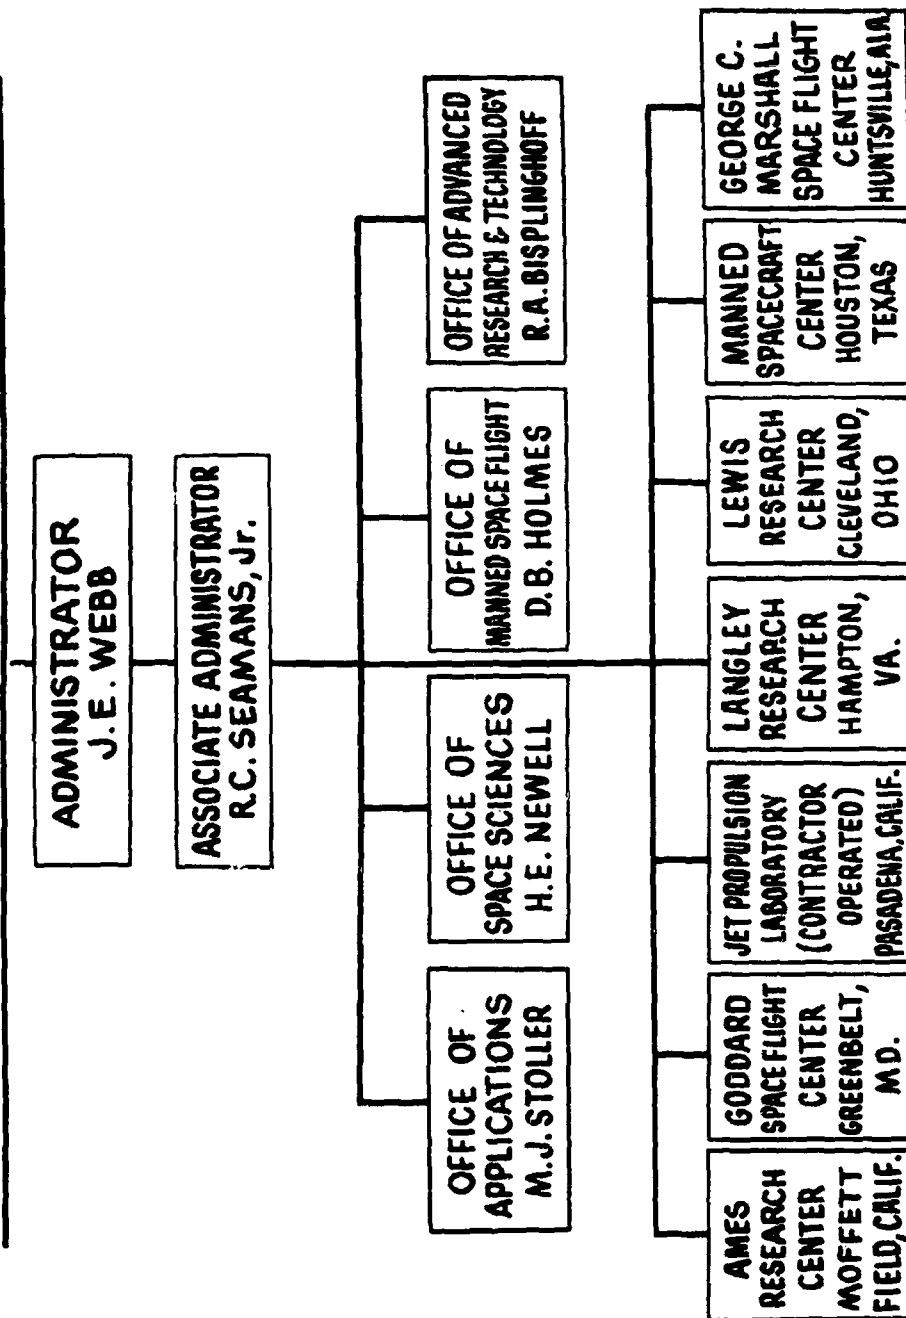 ADMINISTRATOR
J.E. WEBB
ASSOCIATE ADMINISTRATOR
R.C. SEAMANS, Jr.
OFFICE OF
APPLICATIONS
M.J. STOLLER
OFFICE OF
SPACE SCIENCES
H.E. NEWELL
OFFICE OF
MANNED SPACE FLIGHT
D.B. HOLMES
OFFICE OF ADVANCED
RESEARCH & TECHNOLOGY
R.A. BISPLINGHOFF
AMES
RESEARCH
CENTER
MOFFETT
FIELD, CALIF.
GODDARD
SPACE FLIGHT
CENTER
GREENBELT,
MD.
JET PROPULSION
LABORATORY
(CONTRACTOR
OPERATED)
PASADENA, CALIF.
LANGLEY
RESEARCH
CENTER
HAMPTON,
VA.
LEWIS
RESEARCH
CENTER
CLEVELAND,
OHIO
MANNED
SPACECRAFT
CENTER
HOUSTON,
TEXAS
GEORGE C.
MARSHALL
SPACE FLIGHT
CENTER
HUNTSVILLE, ALA